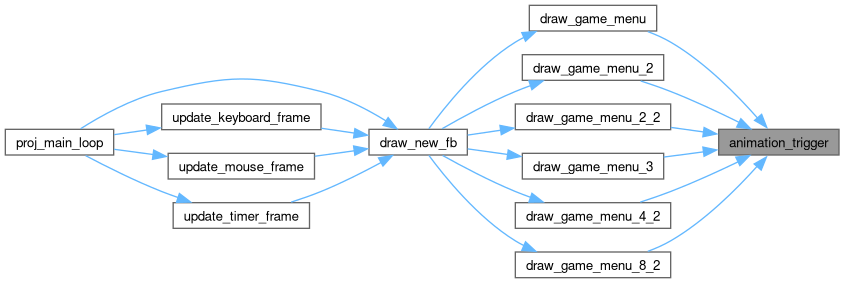 proj_main_loop
update_keyboard_frame
update_mouse_frame
update_timer_frame
draw_new_fb
draw_game_menu
draw_game_menu_2
draw_game_menu_2_2
draw_game_menu_3
draw_game_menu_4_2
draw_game_menu_8_2
animation_trigger